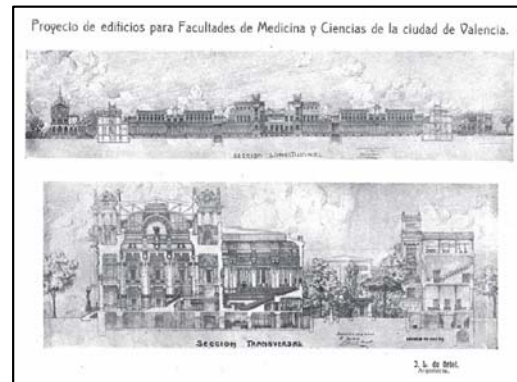 Proyecto de edificios para Facultades de Medicina y Ciencias de la ciudad de Valencia.
SECCION LONGITUDINAL
SECCION TRANSVERSAL
J. L. de
Arquitecto.